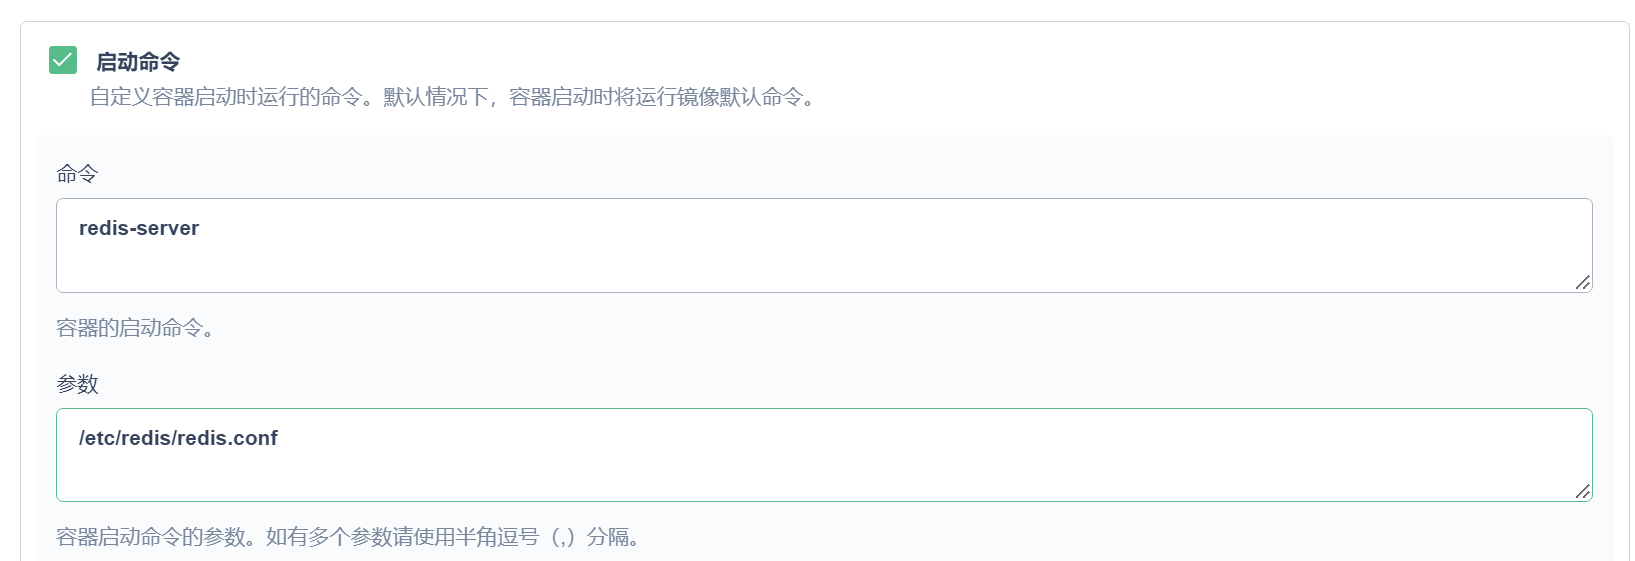 启动命令
自定义容器启动时运行的命令。默认情况下，容器启动时将运行镜像默认命令。
命令
redis-server
容器的启动命令。
参数
/etc/redis/redis.conf
容器启动命令的参数。如有多个参数请使用半角逗号（,）分隔。